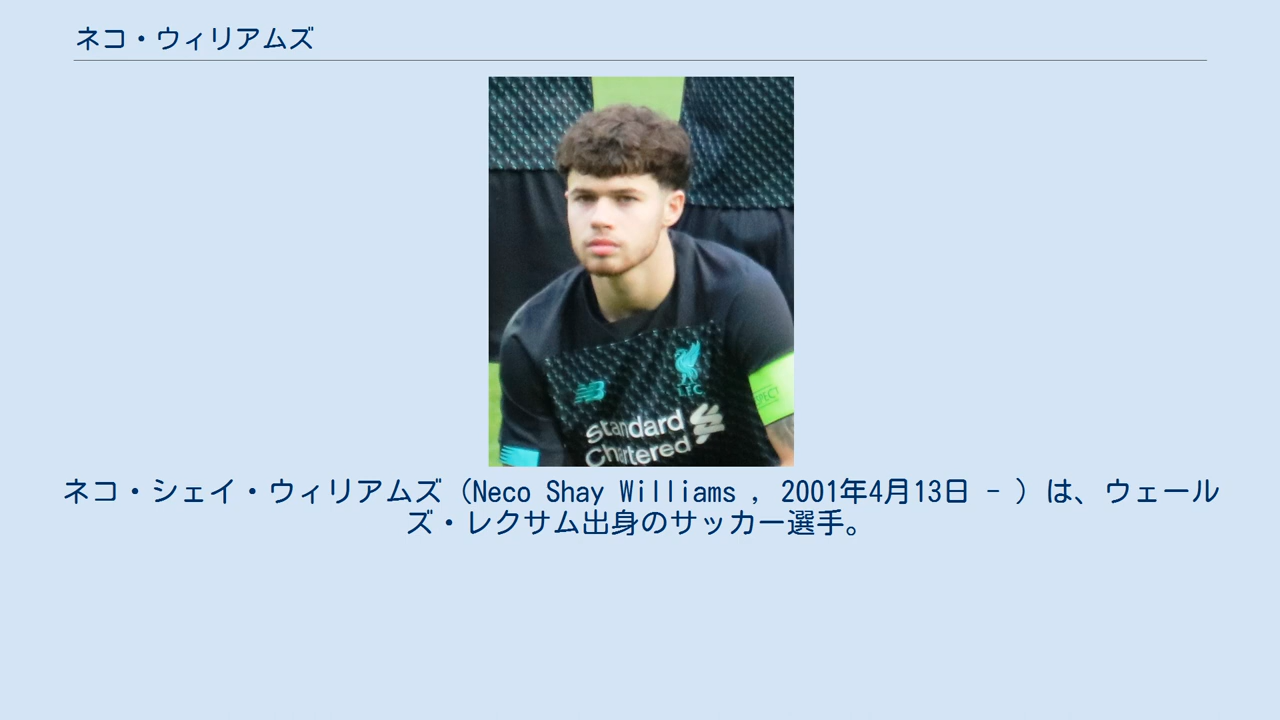 ネコ・ウィリアムズ
L.F.C
Standard
Chartered
ネコ・シェイ・ウィリアムズ（Neco Shay Williams , 2001年4月13日 - ）は、ウェール
ズ・レクサム出身のサッカー選手。